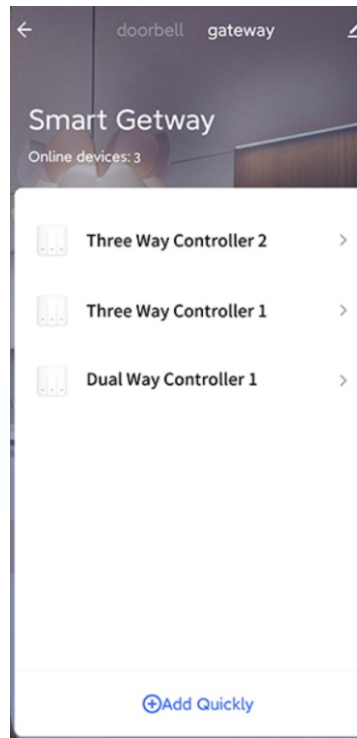 doorbell gateway
Smart Getway
Online devices: 3
Three Way Controller 2
Three Way Controller 1
Dual Way Controller 1
Add Quickly